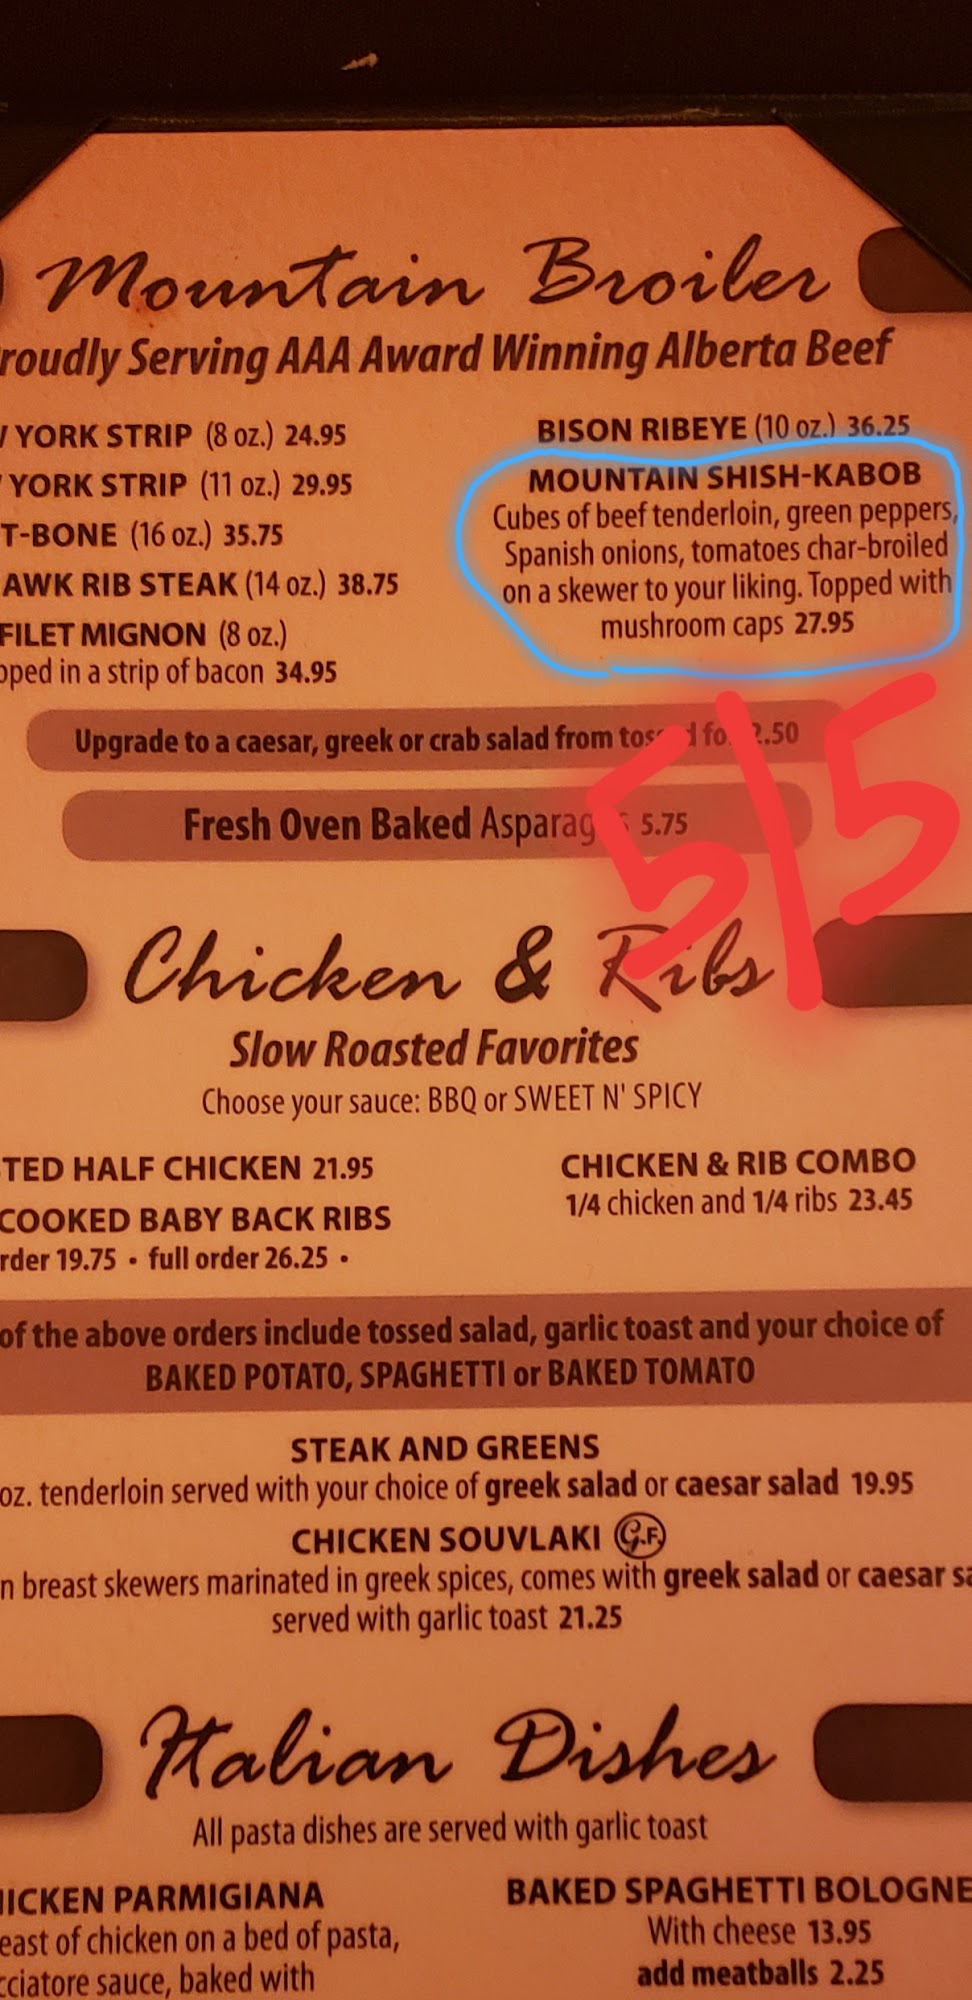 Mountain Broiler
roudly Serving AAA Award Winning Alberta Beef
YORK STRIP (8 oz.) 24.95
YORK STRIP (11 oz.) 29.95
T-BONE (16 oz.) 35.75
AWK RIB STEAK (14 oz.) 38.75
FILET MIGNON (8 oz.)
pped in a strip of bacon 34.95
BISON RIBEYE (10 oz.) 36.25
MOUNTAIN SHISH-KABOB
Cubes of beef tenderloin, green peppers,
Spanish onions, tomatoes char-broiled
on a skewer to your liking. Topped with
mushroom caps 27.95
Upgrade to a caesar, greek or crab salad from 2.50
5/5
Fresh Oven Baked Asparag 5.75
Chicken & Ribs
Slow Roasted Favorites
Choose your sauce: BBQ or SWEET N' SPICY
TED HALF CHICKEN 21.95
COOKED BABY BACK RIBS
rder 19.75 • full order 26.25 •
CHICKEN & RIB COMBO
1/4 chicken and 1/4 ribs 23.45
of the above orders include tossed salad, garlic toast and your choice of
BAKED POTATO, SPAGHETTI or BAKED TOMATO
STEAK AND GREENS
oz. tenderloin served with your choice of greek salad or caesar salad 19.95
CHICKEN SOUVLAKI G.F.
n breast skewers marinated in greek spices, comes with greek salad or caesar sa
served with garlic toast 21.25
Italian Dishes
All pasta dishes are served with garlic toast
ICKEN PARMIGIANA
east of chicken on a bed of pasta,
cciatore sauce, baked with
BAKED SPAGHETTI BOLOGNE
With cheese 13.95
add meatballs 2.25